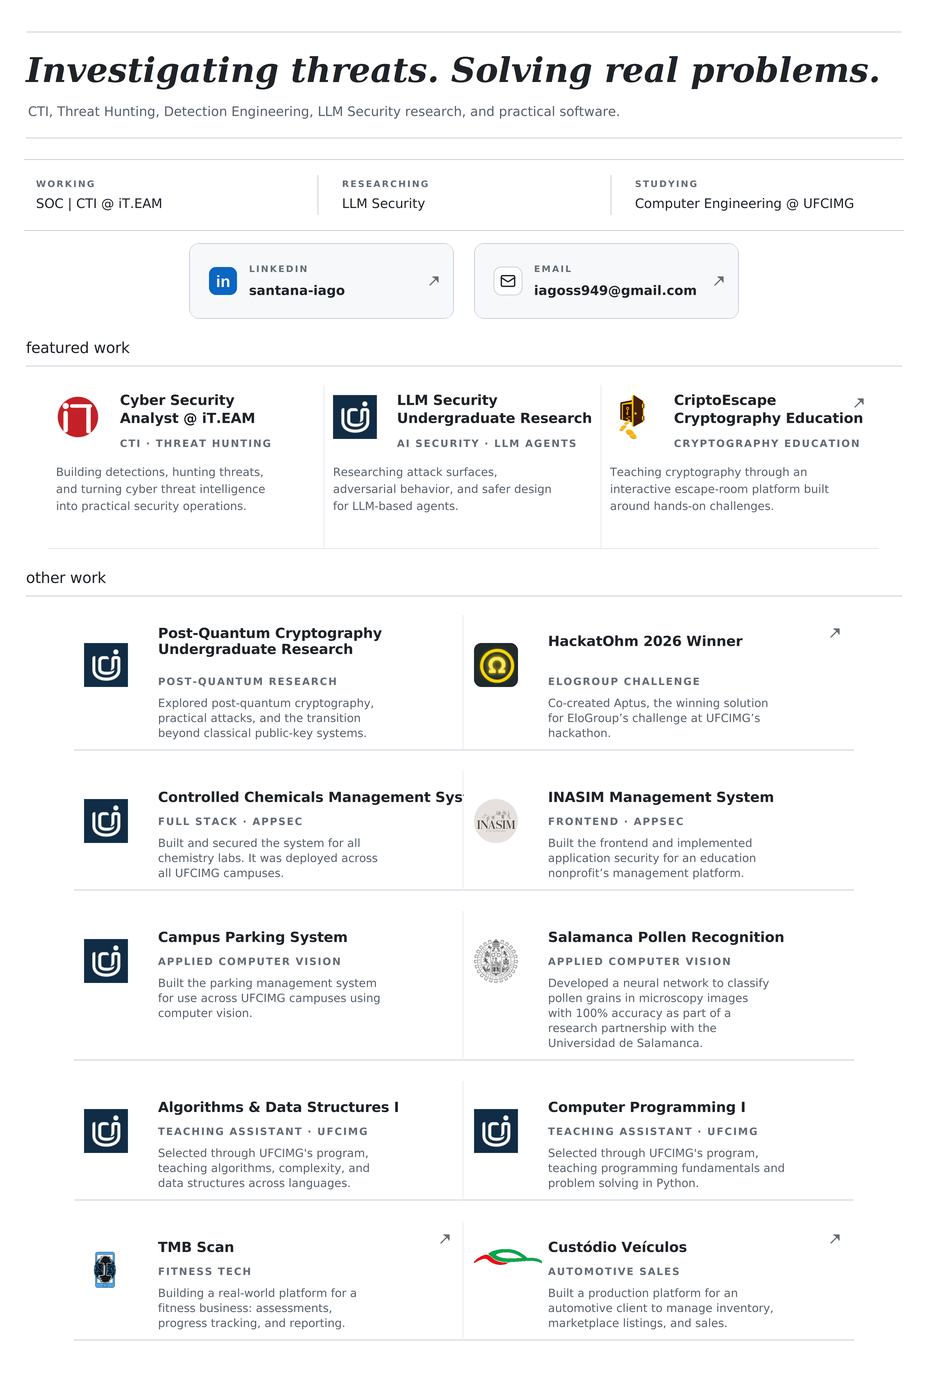 Investigating threats. Solving real problems.
CTI, Threat Hunting, Detection Engineering, LLM Security research, and practical software.
WORKING
SOC | CTI @ iT.EAM
RESEARCHING
LLM Security
STUDYING
Computer Engineering @ UFCIMG
in
LINKEDIN
santana-iago
EMAIL
iagoss949@gmail.com
featured work
iT
Cyber Security
Analyst @ iT.EAM
CTI · THREAT HUNTING
Building detections, hunting threats,
and turning cyber threat intelligence
into practical security operations.
LLM Security
Undergraduate Research
AI SECURITY · LLM AGENTS
Researching attack surfaces,
adversarial behavior, and safer design
for LLM-based agents.
CriptoEscape
Cryptography Education
CRYPTOGRAPHY EDUCATION
Teaching cryptography through an
interactive escape-room platform built
around hands-on challenges.
other work
Post-Quantum Cryptography
Undergraduate Research
POST-QUANTUM RESEARCH
Explored post-quantum cryptography,
practical attacks, and the transition
beyond classical public-key systems.
Ω
HackatOhm 2026 Winner
ELOGROUP CHALLENGE
Co-created Aptus, the winning solution
for EloGroup’s challenge at UFCIMG’s
hackathon.
Controlled Chemicals Management Sys
FULL STACK · APPSEC
Built and secured the system for all
chemistry labs. It was deployed across
all UFCIMG campuses.
INASIM
INASIM Management System
FRONTEND · APPSEC
Built the frontend and implemented
application security for an education
nonprofit’s management platform.
Campus Parking System
APPLIED COMPUTER VISION
Built the parking management system
for use across UFCIMG campuses using
computer vision.
Salamanca Pollen Recognition
APPLIED COMPUTER VISION
Developed a neural network to classify
pollen grains in microscopy images
with 100% accuracy as part of a
research partnership with the
Universidad de Salamanca.
Algorithms & Data Structures I
TEACHING ASSISTANT · UFCIMG
Selected through UFCIMG's program,
teaching algorithms, complexity, and
data structures across languages.
Computer Programming I
TEACHING ASSISTANT · UFCIMG
Selected through UFCIMG's program,
teaching programming fundamentals and
problem solving in Python.
TMB Scan
FITNESS TECH
Building a real-world platform for a
fitness business: assessments,
progress tracking, and reporting.
Custódio Veículos
AUTOMOTIVE SALES
Built a production platform for an
automotive client to manage inventory,
marketplace listings, and sales.